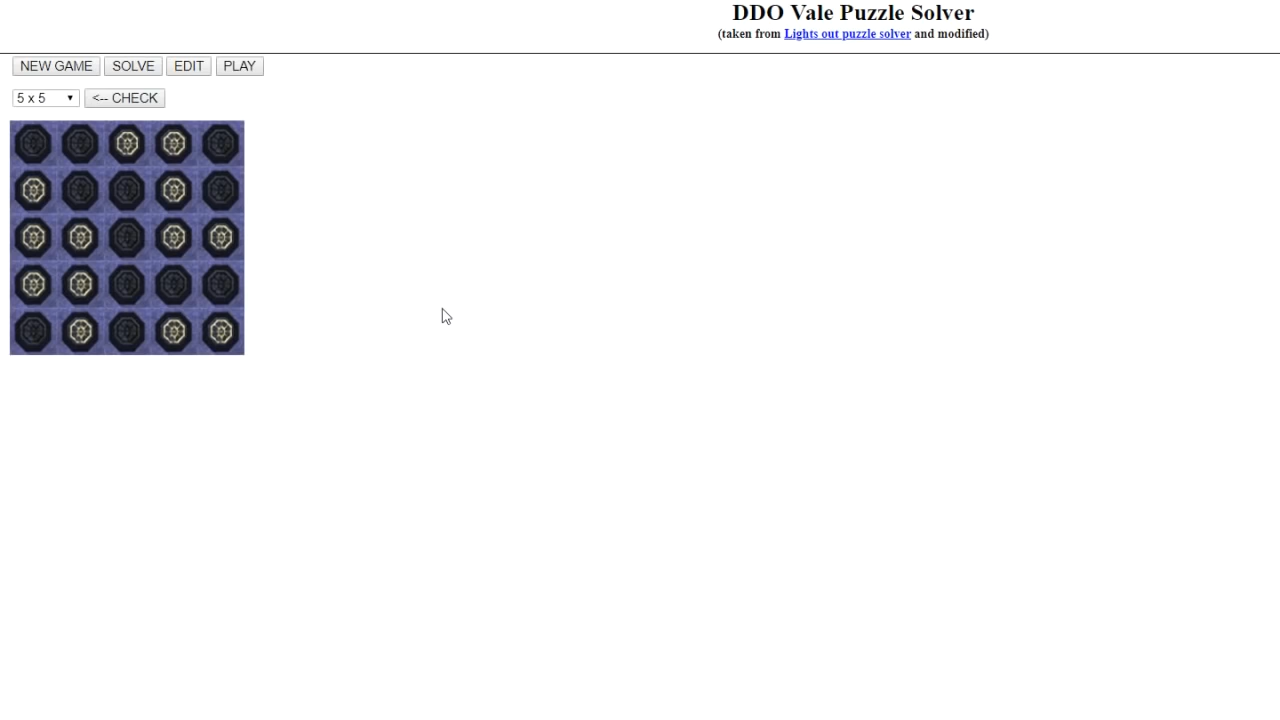 DDO Vale Puzzle Solver
(taken from Lights out puzzle solver and modified)
NEW GAME SOLVE EDIT PLAY
5 x 5 <-- CHECK